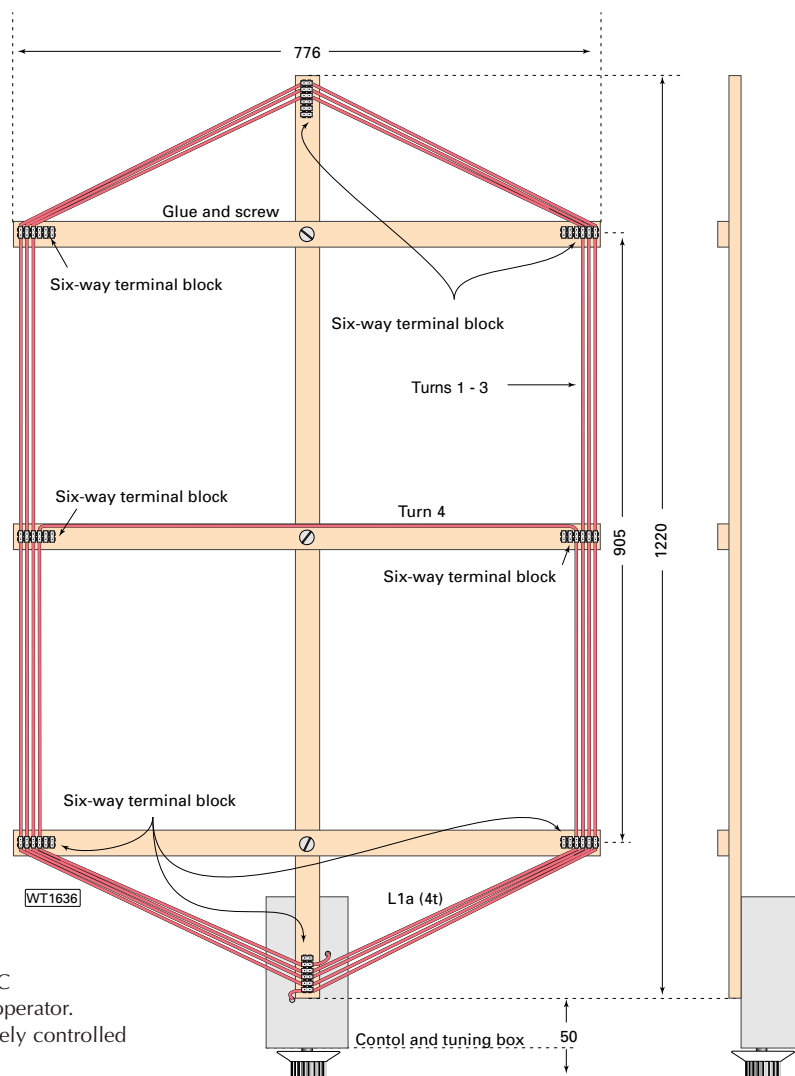 776
Glue and screw
Six-way terminal block
Six-way terminal block
Turns 1 - 3
Six-way terminal block
Turn 4
905
1220
Six-way terminal block
Six-way terminal block
WT1636
L1a (4t)
C
operator.
ely controlled
Contol and tuning box
50